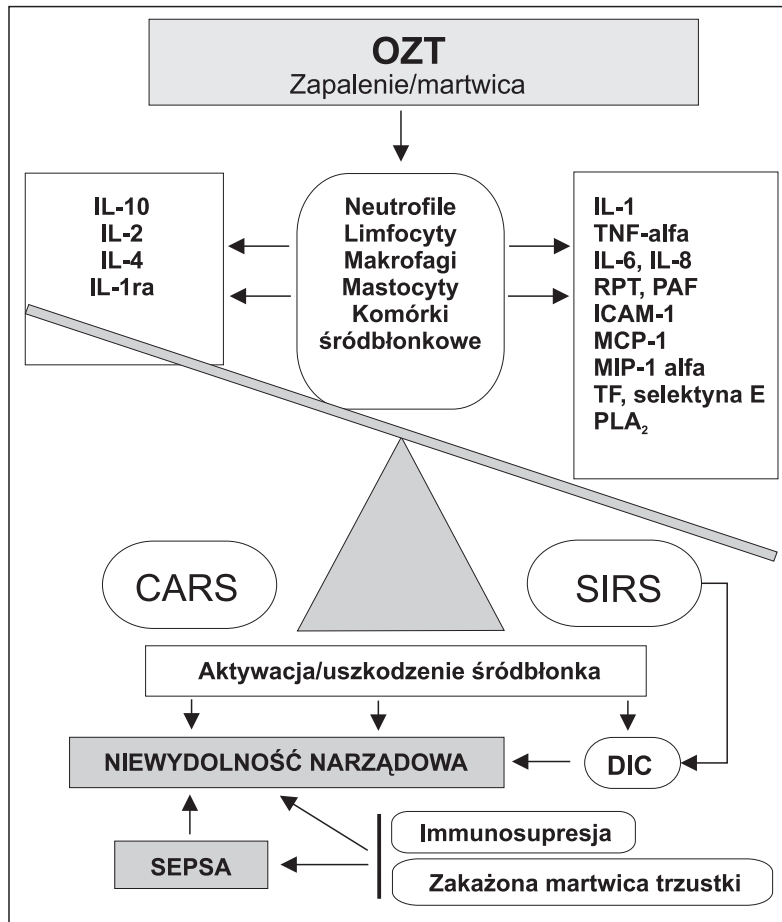 OZT
Zapalenie/martwica
IL-10
IL-2
IL-4
IL-1ra
Neutrofile
Limfocyty
Makrofagi
Mastocyty
Komórki
śródbłonkowe
IL-1
TNF-alfa
IL-6, IL-8
RPT, PAF
ICAM-1
MCP-1
MIP-1 alfa
TF, selektyna E
PLA₂
CARS
SIRS
Aktywacja/uszkodzenie śródbłonka
NIEWYDOLNOŚĆ NARZĄDOWA
DIC
SEPSA
Immunosupresja
Zakażona martwica trzustki